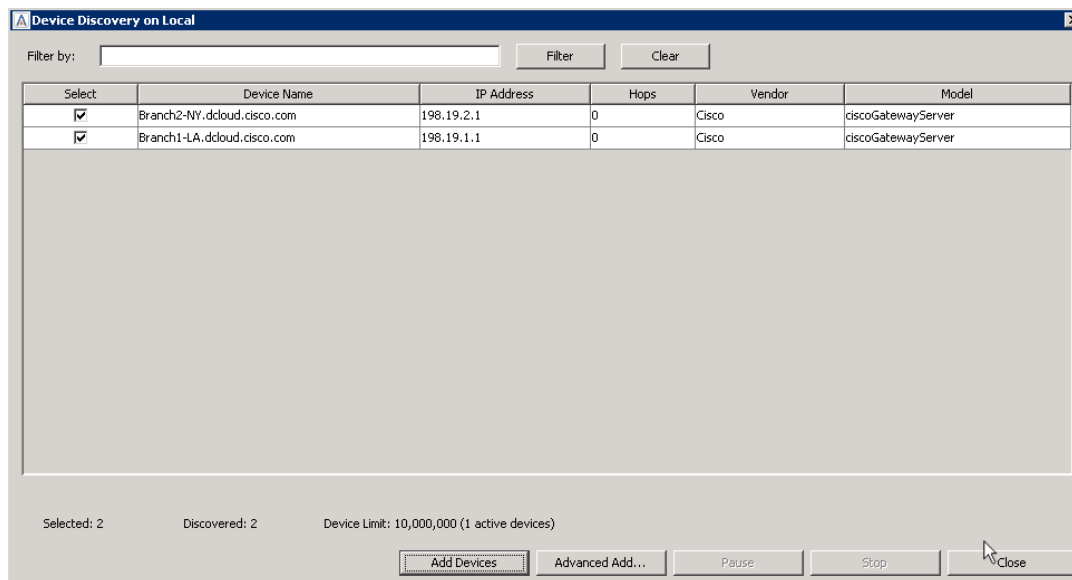 Device Discovery on Local
Filter by: Filter Clear
Select Device Name IP Address Hops Vendor Model
Branch2-NY.dcloud.cisco.com 198.19.2.1 0 Cisco ciscoGatewayServer
Branch1-LA.dcloud.cisco.com 198.19.1.1 0 Cisco ciscoGatewayServer
Selected: 2 Discovered: 2 Device Limit: 10,000,000 (1 active devices)
Add Devices Advanced Add... Pause Stop Close